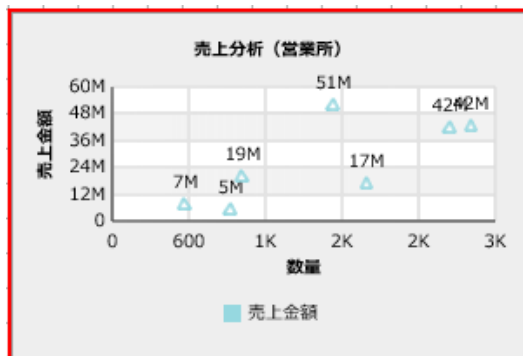 売上分析（営業所）
60M
48M
36M
24M
12M
0
売上金額
51M
42M
42M
19M
17M
7M
5M
0
600
1K
2K
2K
3K
数量
売上金額